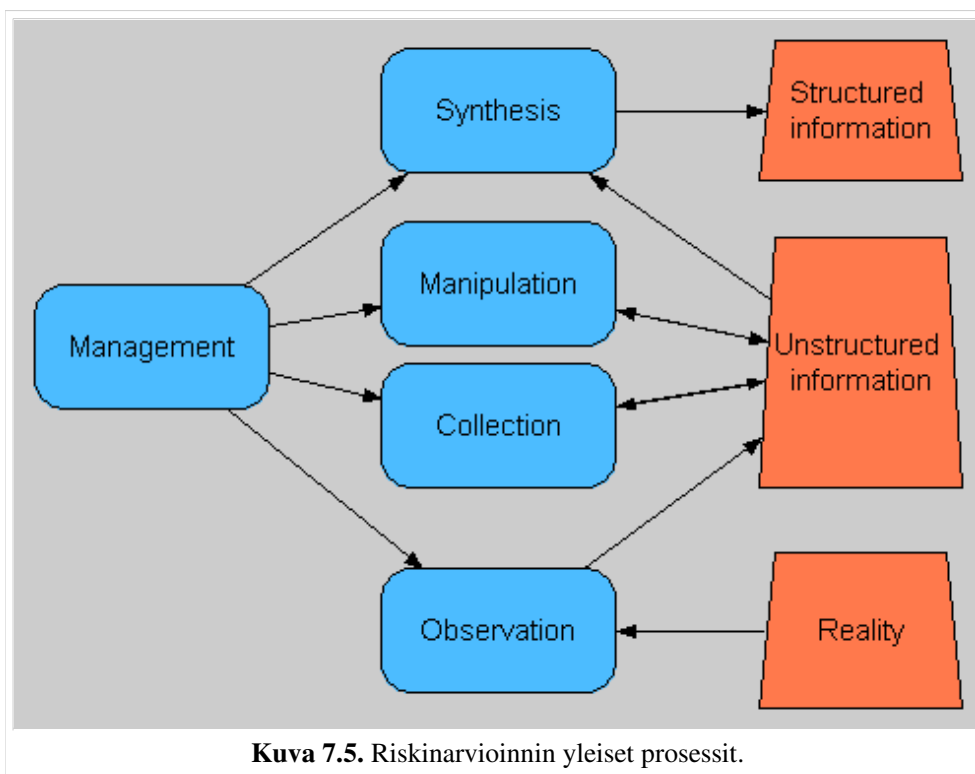 Synthesis
Structured
information
Manipulation
Management
Unstructured
information
Collection
Observation
Reality
Kuva 7.5. Riskinarvioinnin yleiset prosessit.